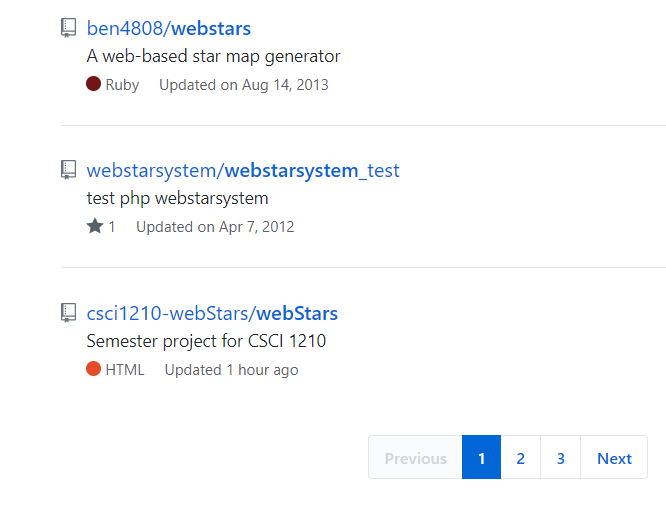 ben4808/webstars
A web-based star map generator
Ruby Updated on Aug 14, 2013
webstarsystem/webstarsystem_test
test php webstarsystem
1 Updated on Apr 7, 2012
csci1210-webStars/webStars
Semester project for CSCI 1210
HTML Updated 1 hour ago
Previous 1 2 3 Next